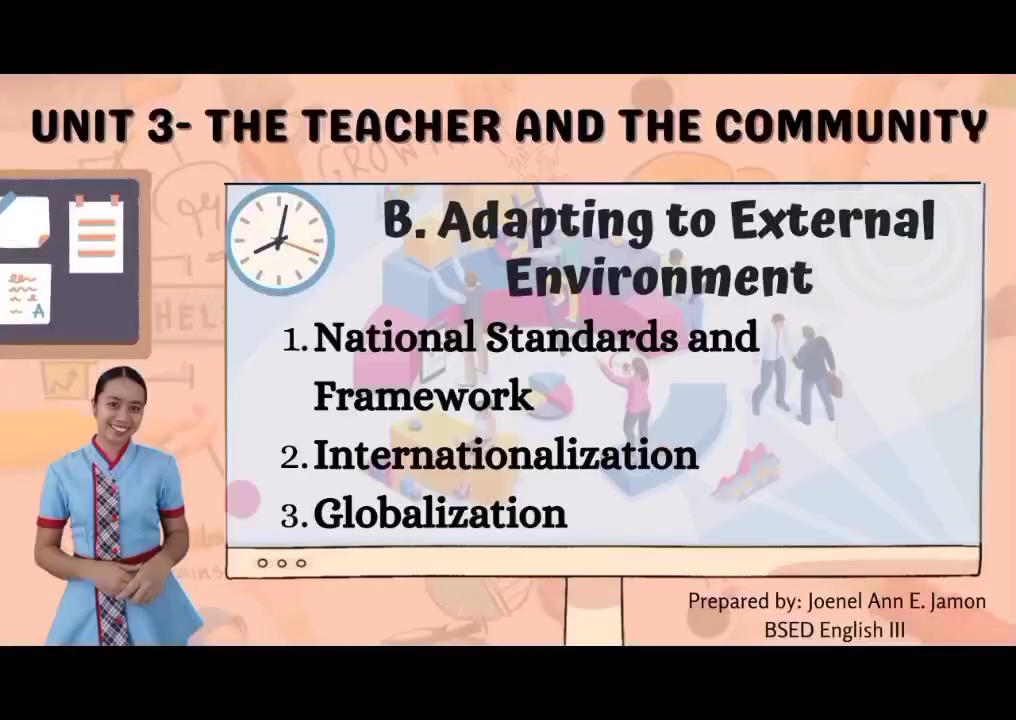 UNIT 3- THE TEACHER AND THE COMMUNITY
B. Adapting to External
Environment
1. National Standards and
Framework
2. Internationalization
3. Globalization
Prepared by: Joenel Ann E. Jamon
BSED English III